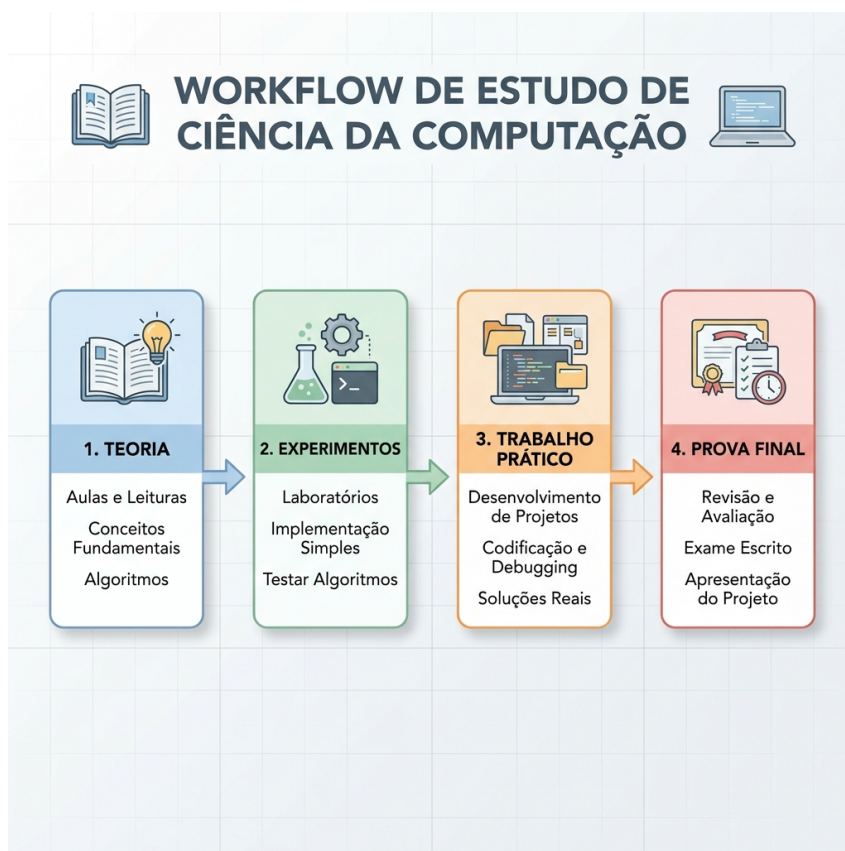 WORKFLOW DE ESTUDO DE
CIÊNCIA DA COMPUTAÇÃO
1. TEORIA
Aulas e Leituras
Conceitos
Fundamentais
Algoritmos
2. EXPERIMENTOS
>_
Laboratórios
Implementação
Simples
Testar Algoritmos
3. TRABALHO
PRÁTICO
Desenvolvimento
de Projetos
Codificação e
Debugging
Soluções Reais
4. PROVA FINAL
Revisão e
Avaliação
Exame Escrito
Apresentação
do Projeto